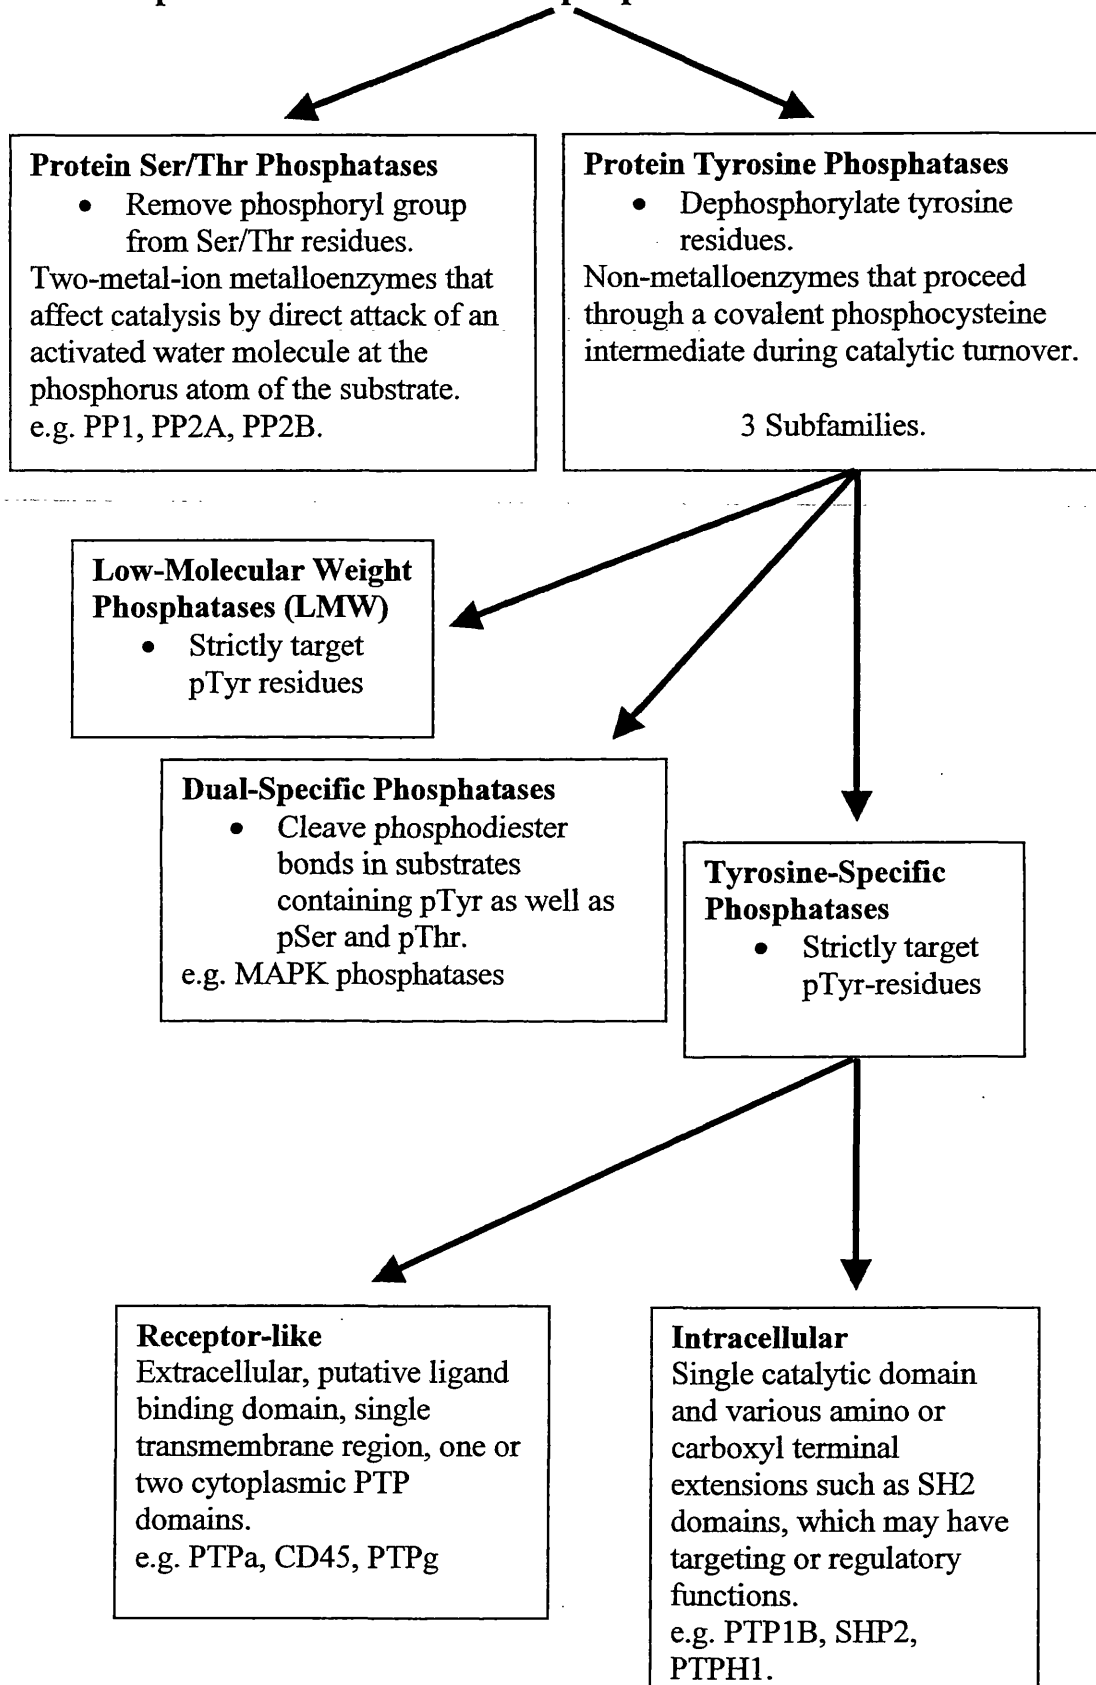 Protein Ser/Thr Phosphatases
• Remove phosphoryl group
from Ser/Thr residues.
Two-metal-ion metalloenzymes that
affect catalysis by direct attack of an
activated water molecule at the
phosphorus atom of the substrate.
e.g. PP1, PP2A, PP2B.
Protein Tyrosine Phosphatases
• Dephosphorylate tyrosine
residues.
Non-metalloenzymes that proceed
through a covalent phosphocysteine
intermediate during catalytic turnover.
3 Subfamilies.
Low-Molecular Weight
Phosphatases (LMW)
• Strictly target
pTyr residues
Dual-Specific Phosphatases
• Cleave phosphodiester
bonds in substrates
containing pTyr as well as
pSer and pThr.
e.g. MAPK phosphatases
Tyrosine-Specific
Phosphatases
• Strictly target
pTyr-residues
Receptor-like
Extracellular, putative ligand
binding domain, single
transmembrane region, one or
two cytoplasmic PTP
domains.
e.g. PTPa, CD45, PTPg
Intracellular
Single catalytic domain
and various amino or
carboxyl terminal
extensions such as SH2
domains, which may have
targeting or regulatory
functions.
e.g. PTP1B, SHP2,
PTPH1.